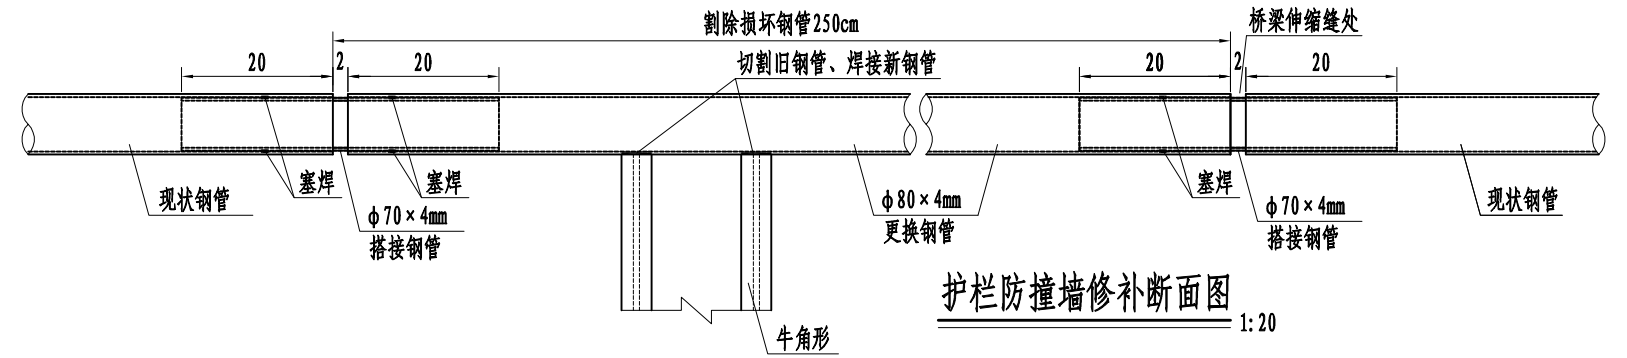 割除损坏钢管250cm
桥梁伸缩缝处
20
2
20
切割旧钢管、焊接新钢管
20
2
20
塞焊
塞焊
塞焊
现状钢管
φ70×4mm
搭接钢管
φ80×4mm
更换钢管
φ70×4mm
搭接钢管
现状钢管
护栏防撞墙修补断面图
1:20
牛角形